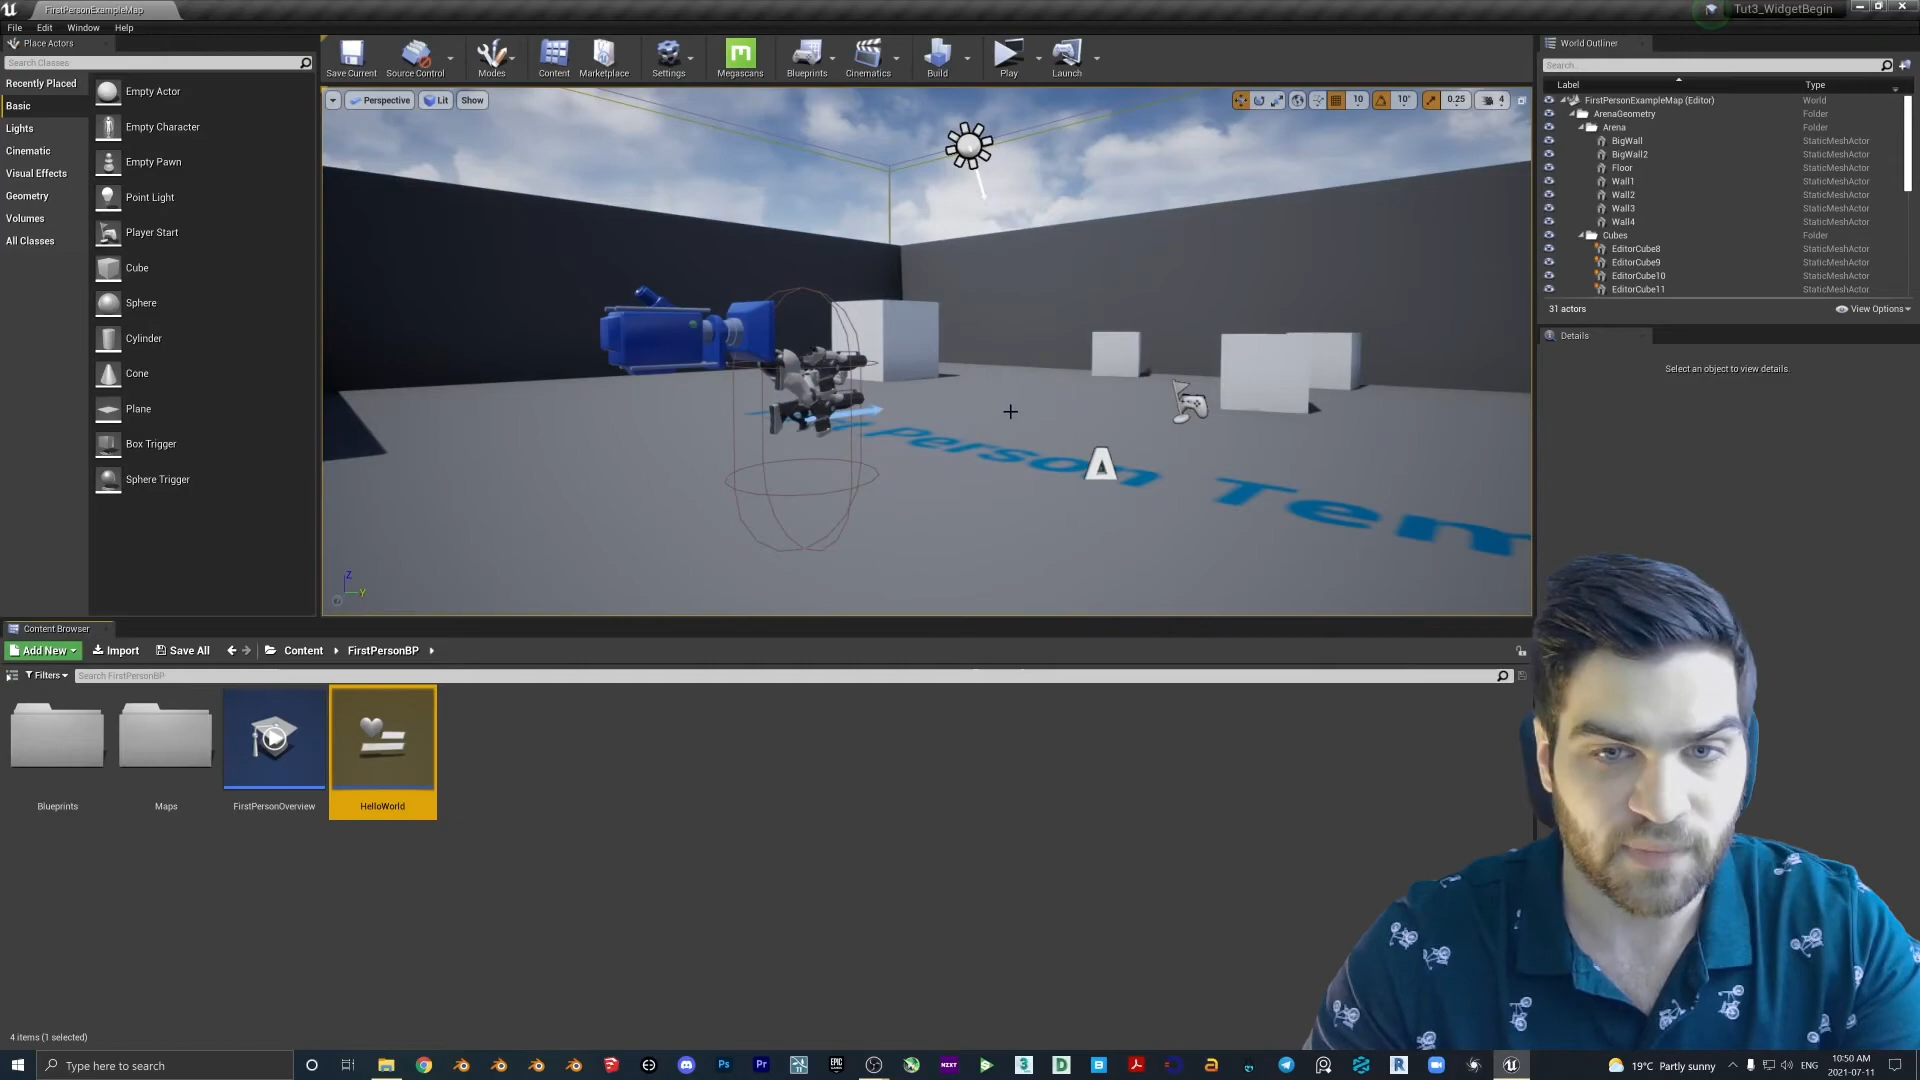 FirstPersonExampleMap
Tut3_WidgetBegin
File Edit Window Help
Place Actors
Search Classes
Recently Placed
Basic
Lights
Cinematic
Visual Effects
Geometry
Volumes
All Classes
Empty Actor
Empty Character
Empty Pawn
Point Light
Player Start
Cube
Sphere
Cylinder
Cone
Plane
Box Trigger
Sphere Trigger
Save Current
Source Control
Modes
Content
Marketplace
Settings
Megascans
Blueprints
Cinematics
Build
Play
Launch
Perspective
Lit
Show
10
10°
0.25
4
person Tem
Z
Y
World Outliner
Search...
Label Type
FirstPersonExampleMap (Editor) World
ArenaGeometry Folder
Arena Folder
BigWall StaticMeshActor
BigWall2 StaticMeshActor
Floor StaticMeshActor
Wall1 StaticMeshActor
Wall2 StaticMeshActor
Wall3 StaticMeshActor
Wall4 StaticMeshActor
Cubes Folder
EditorCube8 StaticMeshActor
EditorCube9 StaticMeshActor
EditorCube10 StaticMeshActor
EditorCube11 StaticMeshActor
31 actors
View Options
Details
Select an object to view details.
Content Browser
Add New
Import
Save All
Content
FirstPersonBP
Filters
Search FirstPersonBP
Blueprints
Maps
FirstPersonOverview
HelloWorld
4 items (1 selected)
Type here to search
19°C Partly sunny
ENG
10:50 AM
2021-07-11